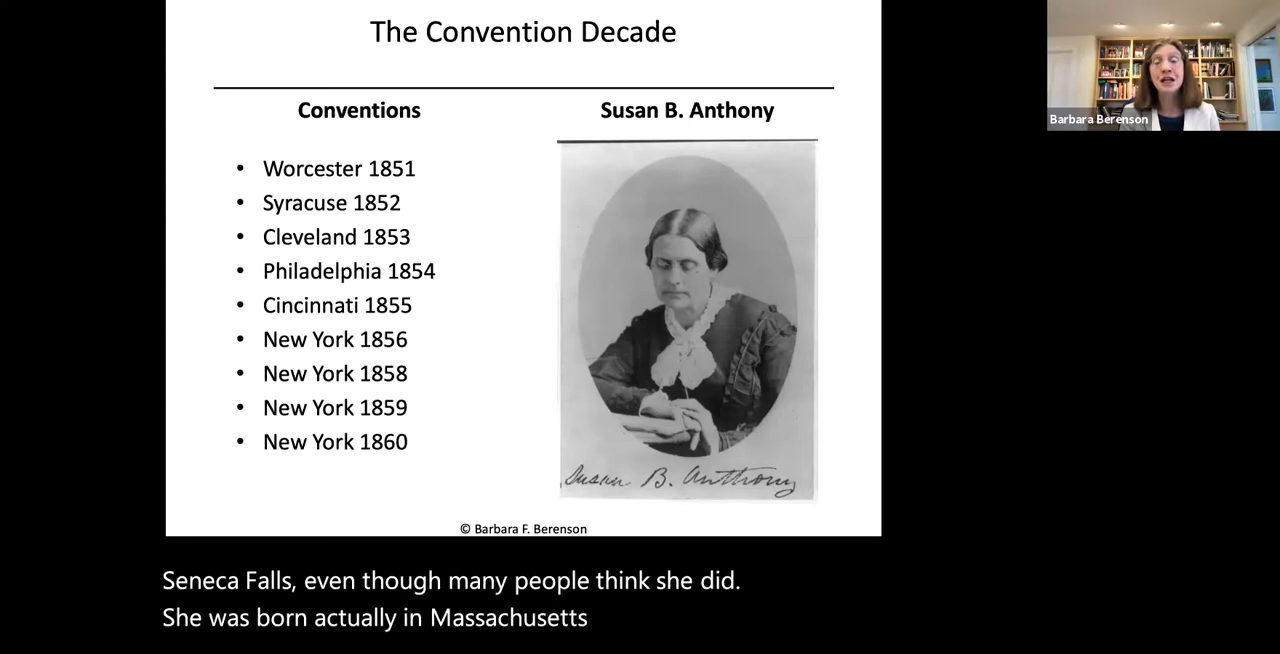 The Convention Decade
Conventions
Susan B. Anthony
• Worcester 1851
• Syracuse 1852
• Cleveland 1853
• Philadelphia 1854
• Cincinnati 1855
• New York 1856
• New York 1858
• New York 1859
• New York 1860
Susan B. Anthony
© Barbara F. Berenson
Barbara Berenson
Seneca Falls, even though many people think she did.
She was born actually in Massachusetts